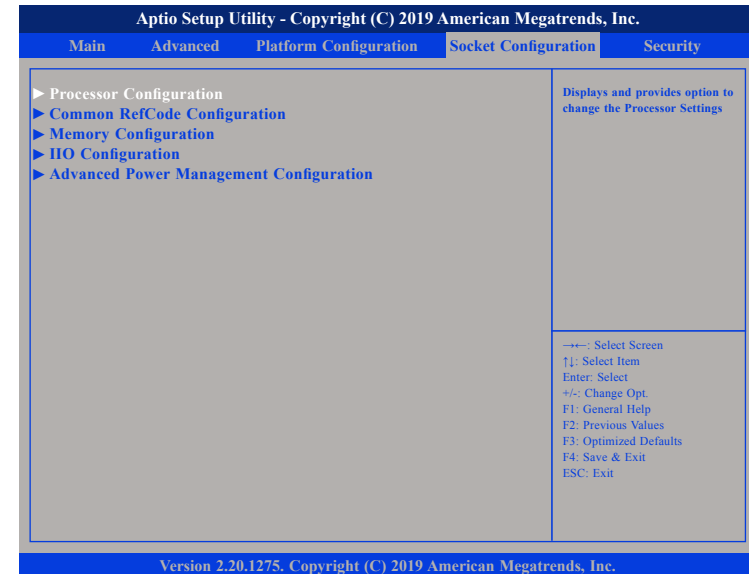 Aptio Setup Utility - Copyright (C) 2019 American Megatrends, Inc.
Main Advanced Platform Configuration Socket Configuration Security
▶ Processor Configuration
▶ Common RefCode Configuration
▶ Memory Configuration
▶ IIO Configuration
▶ Advanced Power Management Configuration
Displays and provides option to
change the Processor Settings
→←: Select Screen
↑↓: Select Item
Enter: Select
+/-: Change Opt.
F1: General Help
F2: Previous Values
F3: Optimized Defaults
F4: Save & Exit
ESC: Exit
Version 2.20.1275. Copyright (C) 2019 American Megatrends, Inc.